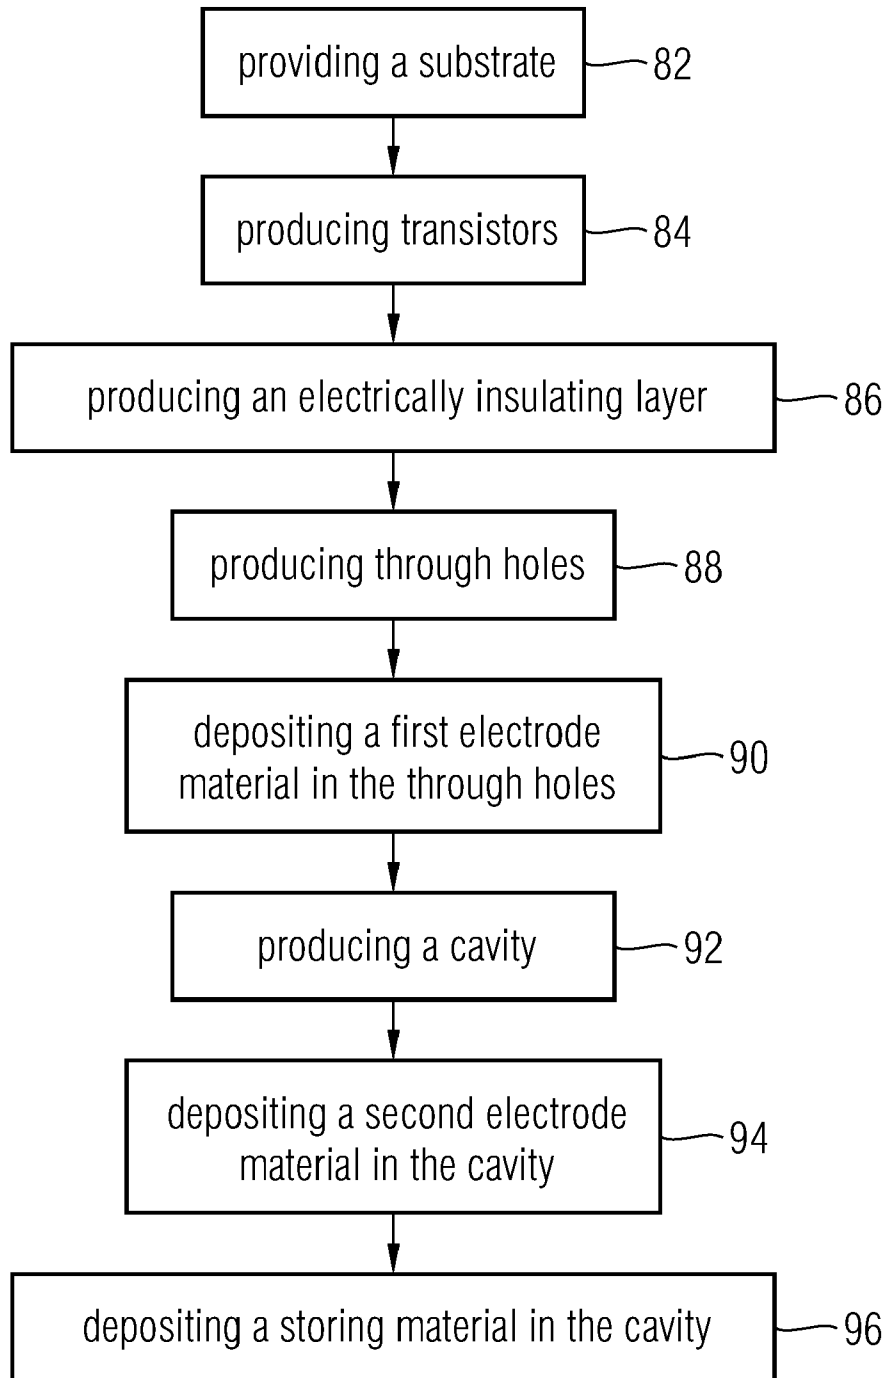 providing a substrate 82
producing transistors 84
producing an electrically insulating layer 86
producing through holes 88
depositing a first electrode
material in the through holes 90
producing a cavity 92
depositing a second electrode
material in the cavity 94
depositing a storing material in the cavity 96